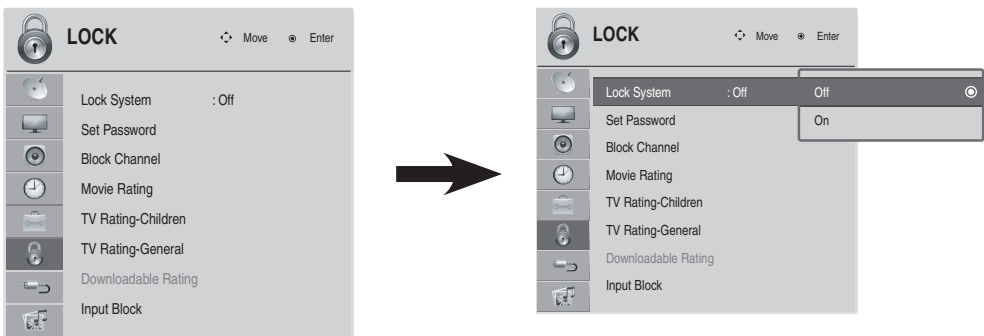 LOCK
Move
Enter
Lock System : Off
Set Password
Block Channel
Movie Rating
TV Rating-Children
TV Rating-General
Downloadable Rating
Input Block
LOCK
Move
Enter
Lock System : Off
Off
On
Set Password
Block Channel
Movie Rating
TV Rating-Children
TV Rating-General
Downloadable Rating
Input Block